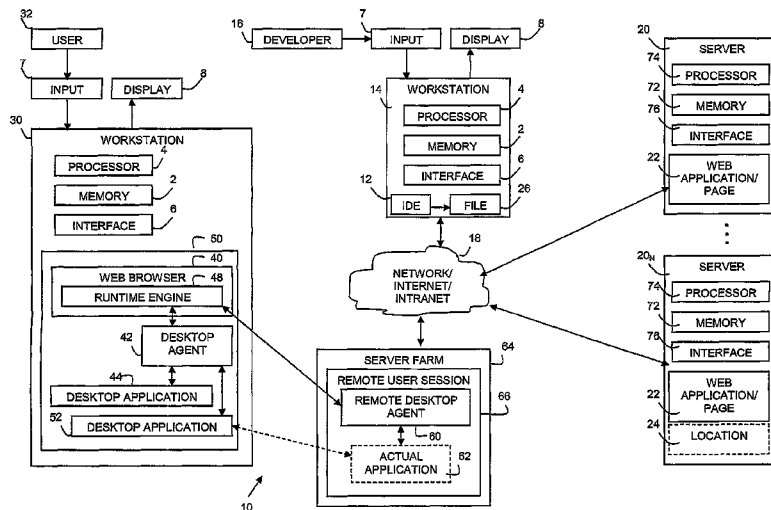 32
USER
7
INPUT
DISPLAY
8
30
WORKSTATION
PROCESSOR
4
MEMORY
2
INTERFACE
6
50
40
WEB BROWSER
48
RUNTIME ENGINE
42
DESKTOP
AGENT
44
DESKTOP APPLICATION
52
DESKTOP APPLICATION
10
16
DEVELOPER
7
INPUT
DISPLAY
8
14
WORKSTATION
4
PROCESSOR
2
MEMORY
6
INTERFACE
12
26
IDE
FILE
18
NETWORK/
INTERNET/
INTRANET
64
SERVER FARM
REMOTE USER SESSION
REMOTE DESKTOP
AGENT
66
60
ACTUAL
APPLICATION
62
20
SERVER
74
PROCESSOR
72
MEMORY
76
INTERFACE
22
WEB
APPLICATION/
PAGE
20N
SERVER
74
PROCESSOR
72
MEMORY
76
INTERFACE
22
WEB
APPLICATION/
PAGE
24
LOCATION